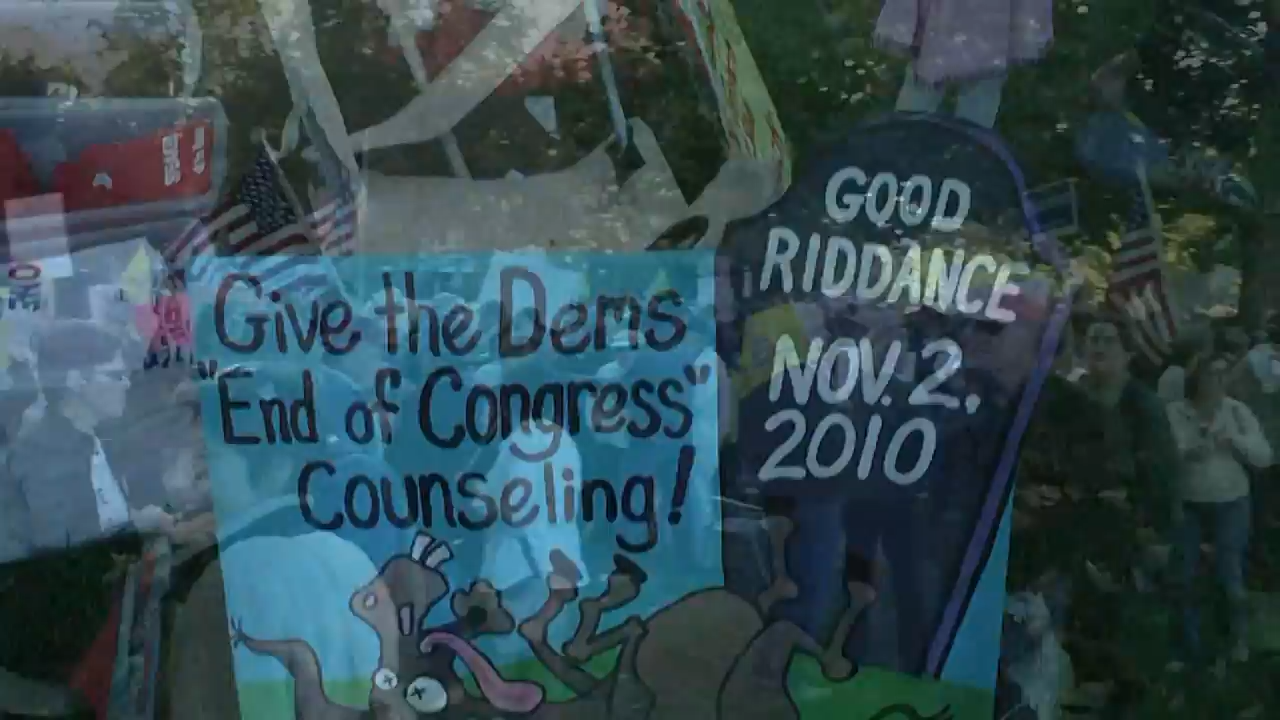 Give the Dems
"End of Congress"
Counseling!
GOOD
RIDDANCE
NOV. 2,
2010